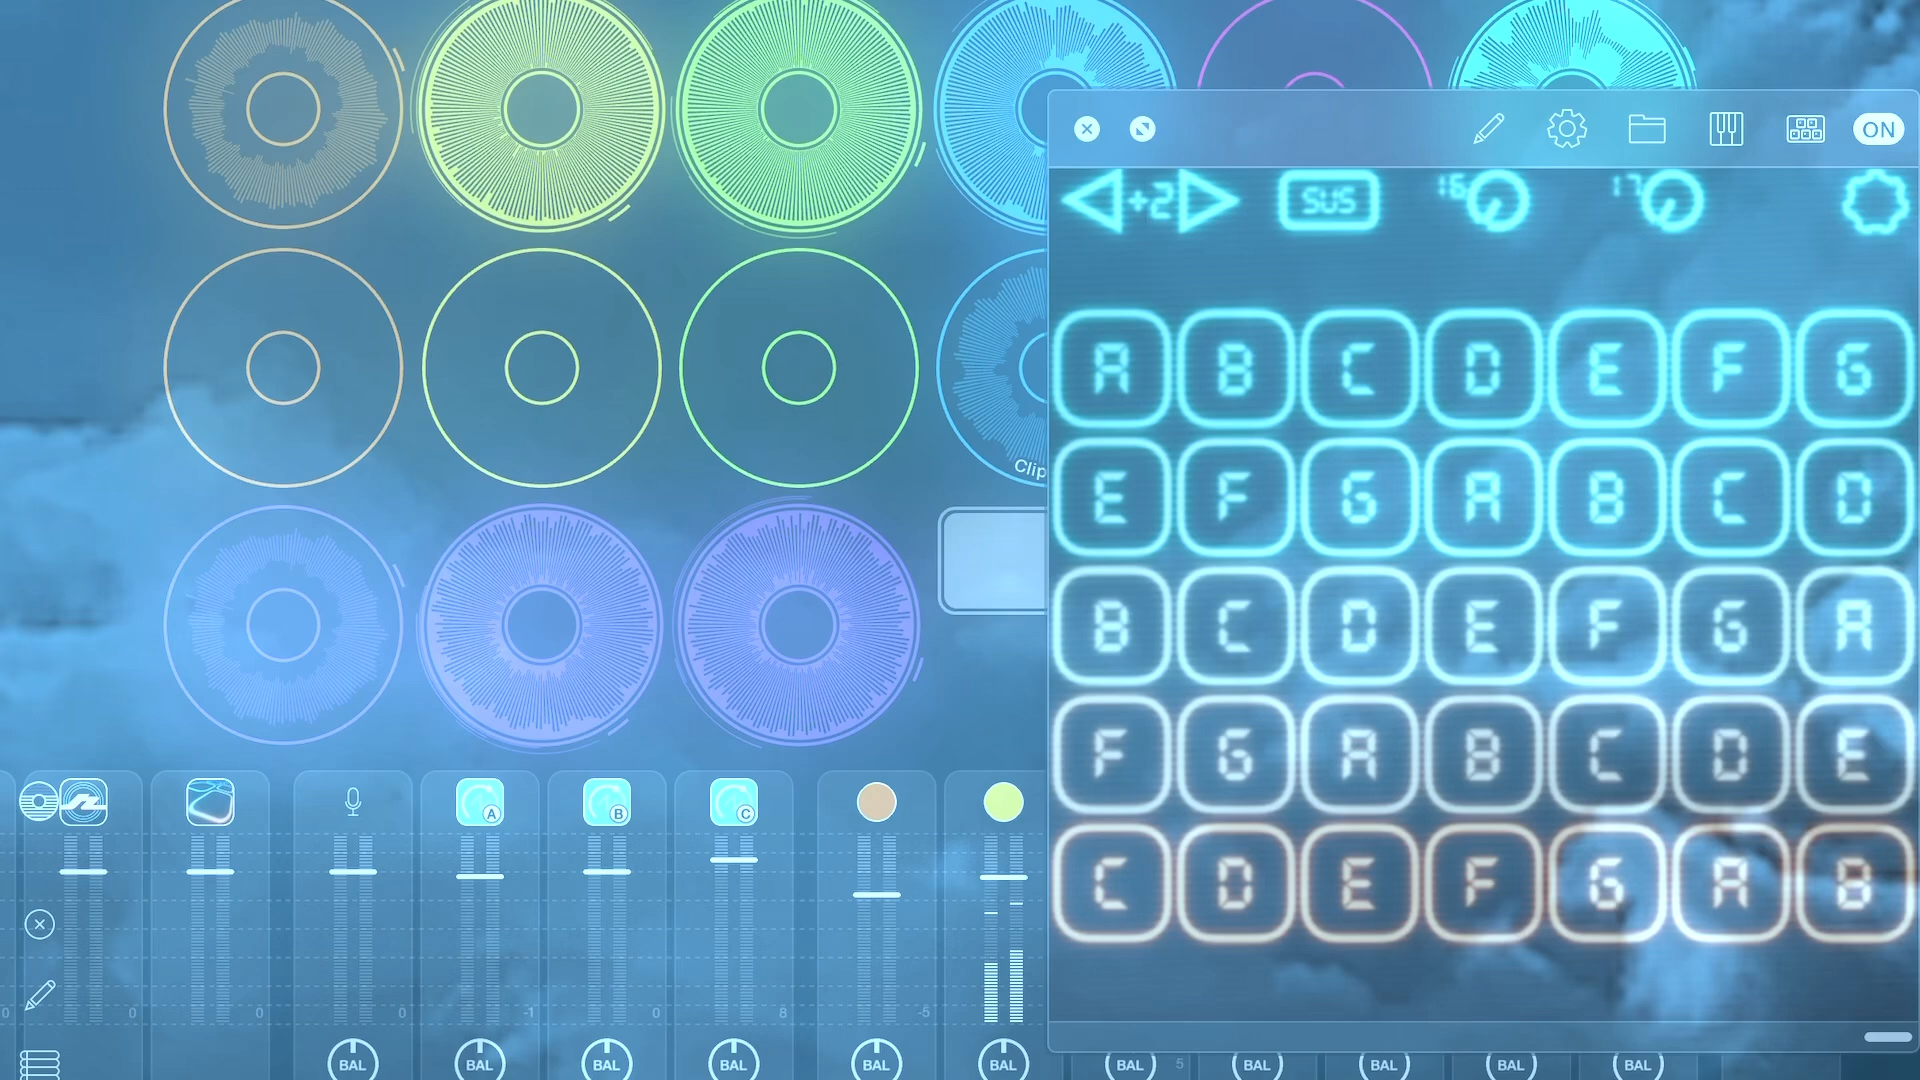 ON
+2 SUS 16 17
A B C D E F G
E F G A B C D
Clip
B C D E F G A
F G A B C D E
A B C
C D E F G A B
0 0 0 0 -1 0 8 -5
BAL BAL BAL BAL BAL BAL BAL 5 BAL BAL BAL BAL